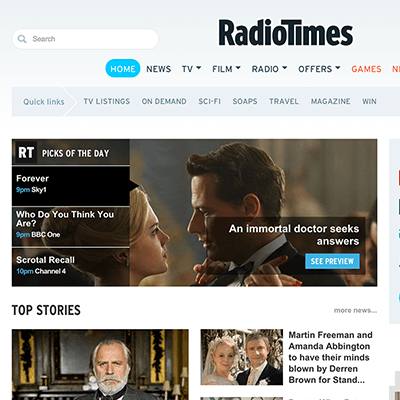 Search
RadioTimes
HOME NEWS TV FILM RADIO OFFERS GAMES
Quick links TV LISTINGS ON DEMAND SCI-FI SOAPS TRAVEL MAGAZINE WIN
RT PICKS OF THE DAY
Forever
9pm Sky1
Who Do You Think You
Are?
9pm BBC One
Scrotal Recall
10pm Channel 4
An immortal doctor seeks
answers
SEE PREVIEW
TOP STORIES
more news...
Martin Freeman and
Amanda Abbington
to have their minds
blown by Derren
Brown for Stand...